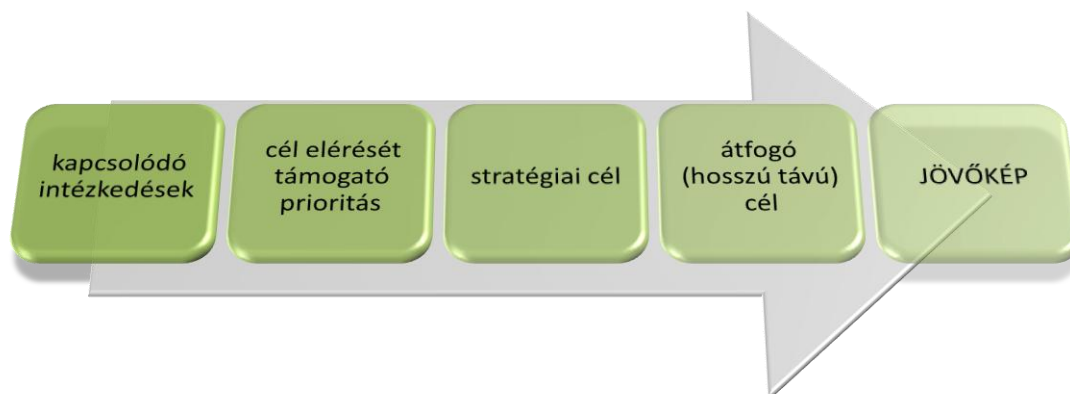 kapcsolódó
intézkedések
cél elérését
támogató
prioritás
stratégiai cél
átfogó
(hosszú távú)
cél
JÖVŐKÉP